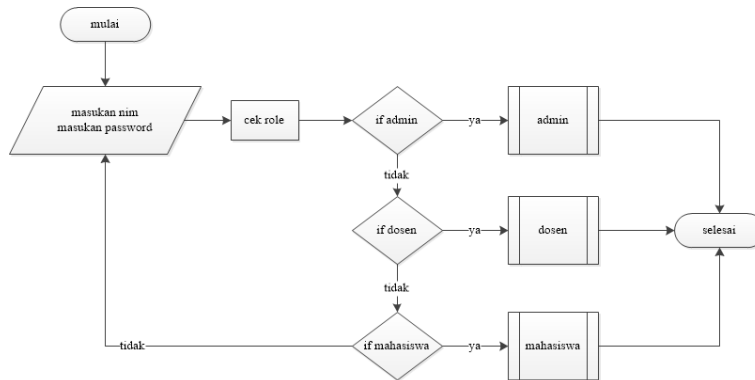 mulai
masukan nim
masukan password
cek role
if admin
ya
admin
tidak
if dosen
ya
dosen
selesai
tidak
tidak
if mahasiswa
ya
mahasiswa